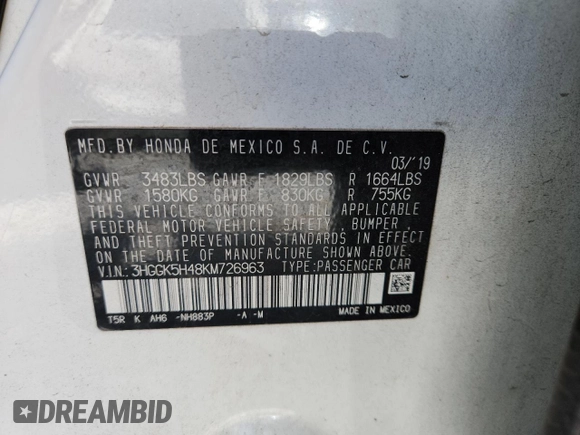 MFD.BY HONDA DE MEXICO S.A. DE C.V.
03/'19
GVWR 3483LBS GAWR F 1829LBS R 1664LBS
GVWR 1580KG GAWR F 830KG R 755KG
THIS VEHICLE CONFORMS TO ALL APPLICABLE
FEDERAL MOTOR VEHICLE SAFETY, BUMPER,
AND THEFT PREVENTION STANDARDS IN EFFECT
ON THE DATE OF MANUFACTURE SHOWN ABOVE.
V.I.N: 3HGGK5H48KM726963 TYPE:PASSENGER CAR
T5R K AH6 -NH883P -A -M
MADE IN MEXICO
DREAMBID